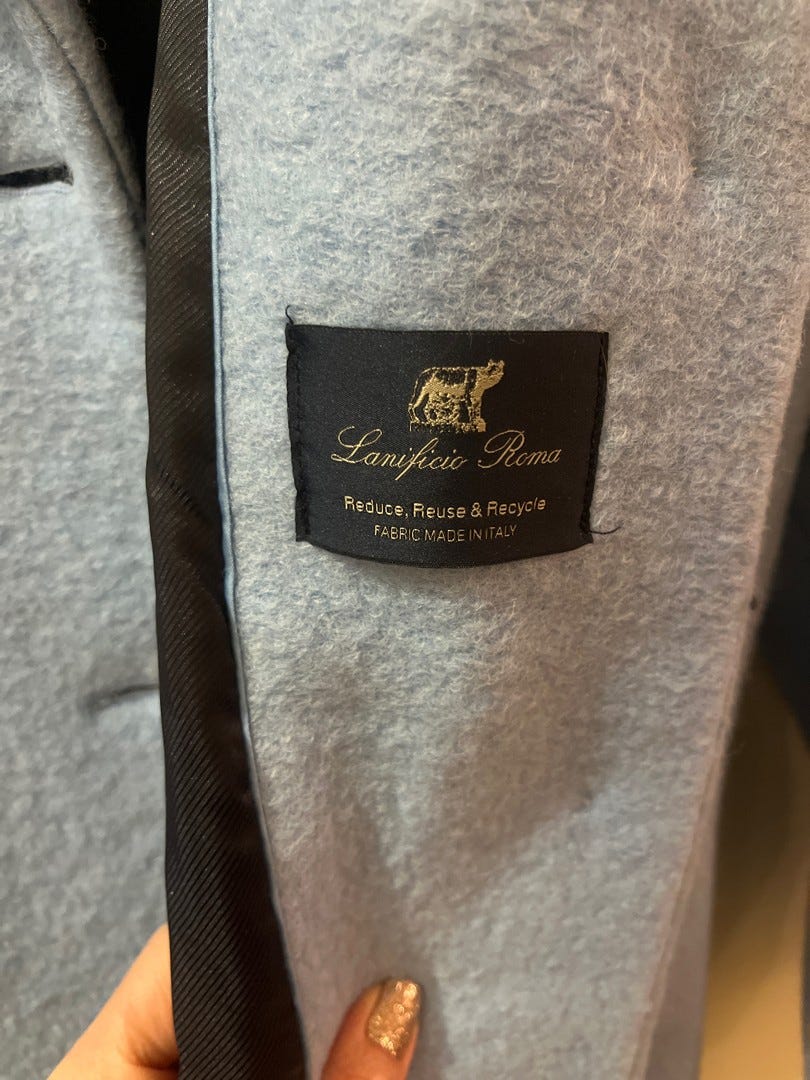 Lanificio Roma
Reduce, Reuse & Recycle
FABRIC MADE IN ITALY